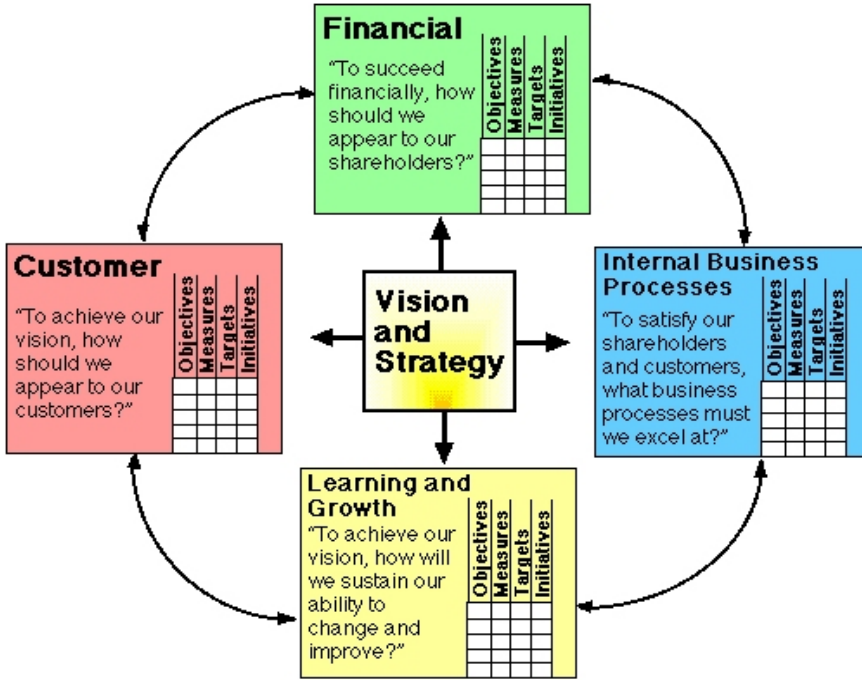 Financial
“To succeed
financially, how
should we
appear to our
shareholders?”
Objectives
Measures
Targets
Initiatives
Customer
“To achieve our
vision, how
should we
appear to our
customers?”
Objectives
Measures
Targets
Initiatives
Vision
and
Strategy
Internal Business
Processes
“To satisfy our
shareholders
and customers,
what business
processes must
we excel at?”
Objectives
Measures
Targets
Initiatives
Learning and
Growth
“To achieve our
vision, how will
we sustain our
ability to
change and
improve?”
Objectives
Measures
Targets
Initiatives